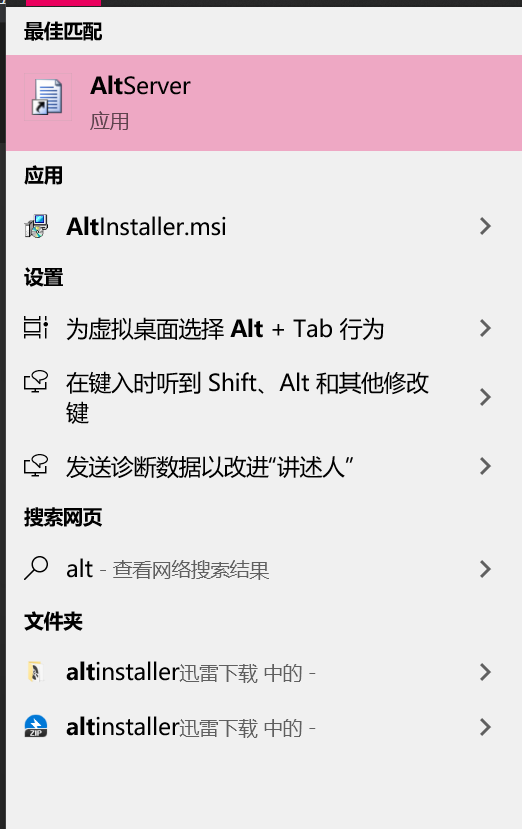 最佳匹配
AltServer
应用
应用
AltInstaller.msi
设置
为虚拟桌面选择 Alt + Tab 行为
在键入时听到 Shift、Alt 和其他修改
键
发送诊断数据以改进“讲述人”
搜索网页
alt - 查看网络搜索结果
文件夹
altinstaller迅雷下载 中的 -
altinstaller迅雷下载 中的 -
ZIP